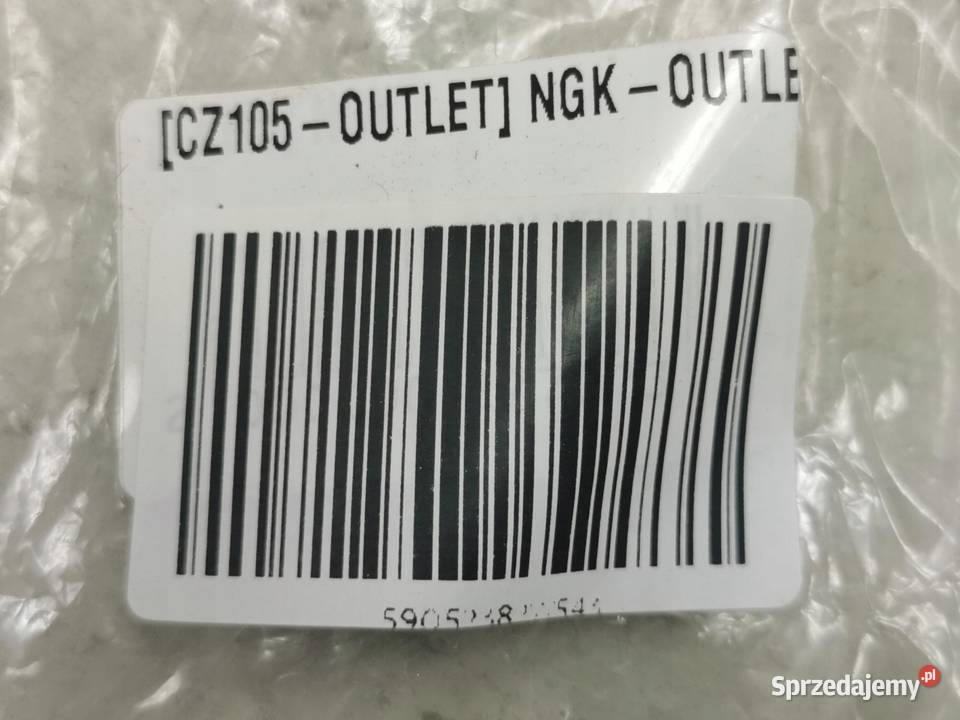 [CZ105 – OUTLET] NGK – OUTLE
Sprzedajemy.pl